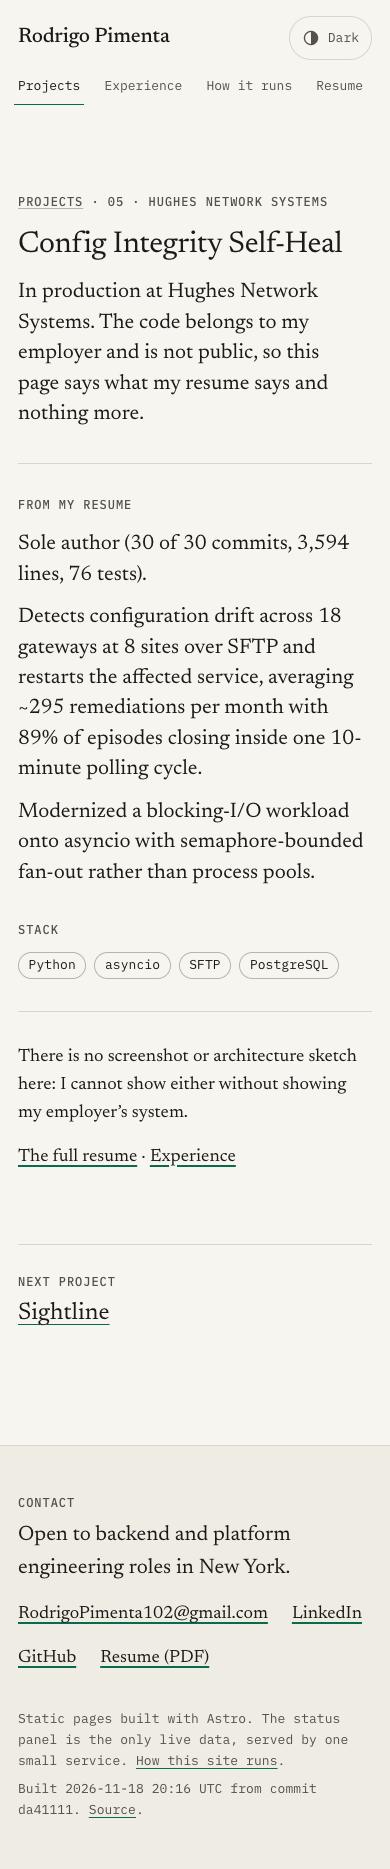 Rodrigo Pimenta
Dark
Projects Experience How it runs Resume
PROJECTS · 05 · HUGHES NETWORK SYSTEMS
Config Integrity Self-Heal
In production at Hughes Network
Systems. The code belongs to my
employer and is not public, so this
page says what my resume says and
nothing more.
FROM MY RESUME
Sole author (30 of 30 commits, 3,594
lines, 76 tests).
Detects configuration drift across 18
gateways at 8 sites over SFTP and
restarts the affected service, averaging
~295 remediations per month with
89% of episodes closing inside one 10-
minute polling cycle.
Modernized a blocking-I/O workload
onto asyncio with semaphore-bounded
fan-out rather than process pools.
STACK
Python asyncio SFTP PostgreSQL
There is no screenshot or architecture sketch
here: I cannot show either without showing
my employer’s system.
The full resume · Experience
NEXT PROJECT
Sightline
CONTACT
Open to backend and platform
engineering roles in New York.
RodrigoPimenta102@gmail.com LinkedIn
GitHub Resume (PDF)
Static pages built with Astro. The status
panel is the only live data, served by one
small service. How this site runs.
Built 2026-11-18 20:16 UTC from commit
da41111. Source.